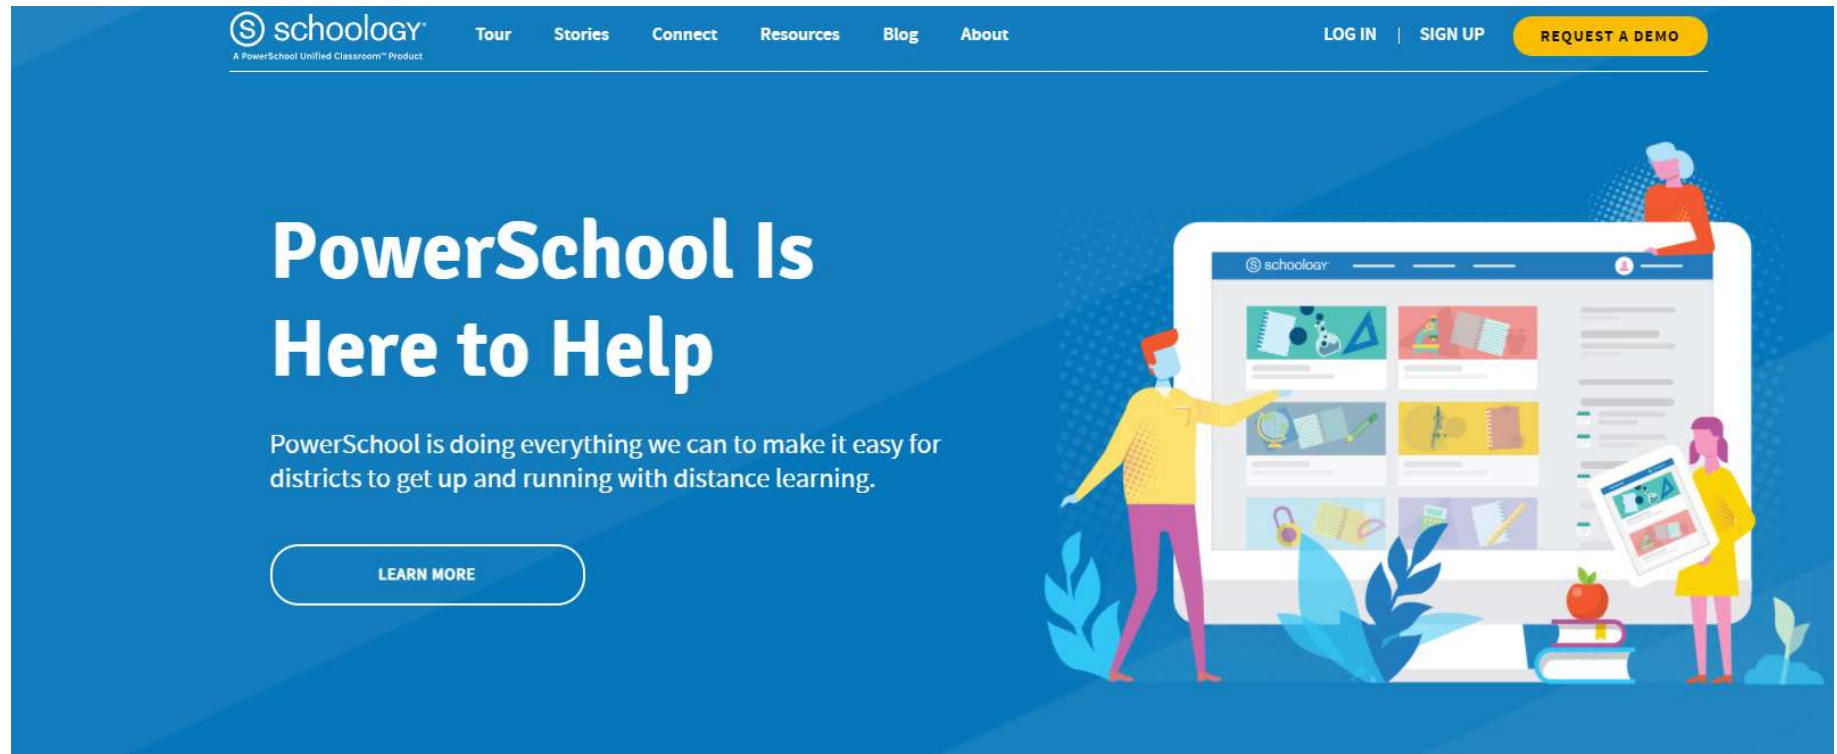 schoology®
A PowerSchool Unified Classroom™ Product
Tour Stories Connect Resources Blog About
LOG IN | SIGN UP
REQUEST A DEMO
PowerSchool Is
Here to Help
PowerSchool is doing everything we can to make it easy for
districts to get up and running with distance learning.
LEARN MORE
schoology